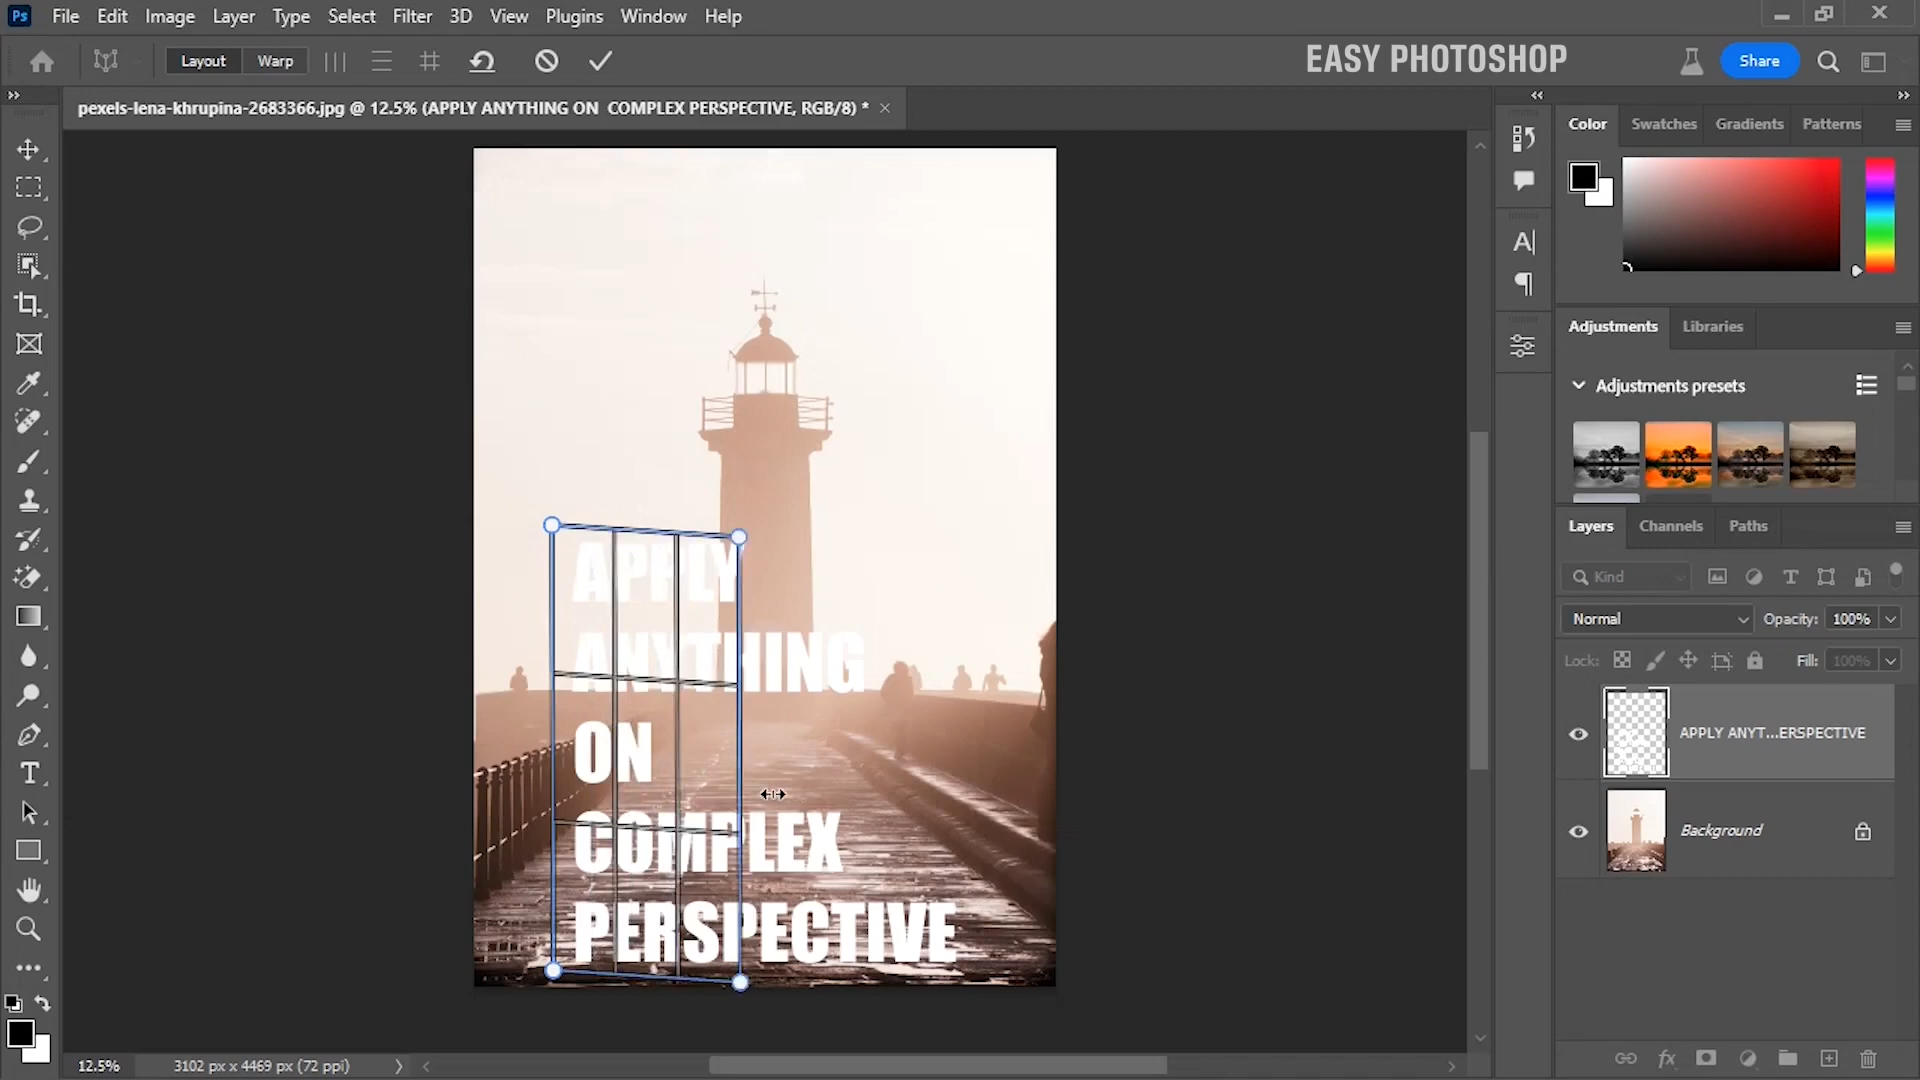 Ps File Edit Image Layer Type Select Filter 3D View Plugins Window Help
Layout Warp EASY PHOTOSHOP Share
pexels-lena-khrupina-2683366.jpg @ 12.5% (APPLY ANYTHING ON  COMPLEX PERSPECTIVE, RGB/8) *
Color Swatches Gradients Patterns
Adjustments Libraries
Adjustments presets
APPLY
ANYTHING
ON
COMPLEX
PERSPECTIVE
Layers Channels Paths
Kind
Normal Opacity: 100%
Lock: Fill: 100%
APPLY ANYT...ERSPECTIVE
Background
12.5% 3102 px x 4469 px (72 ppi)